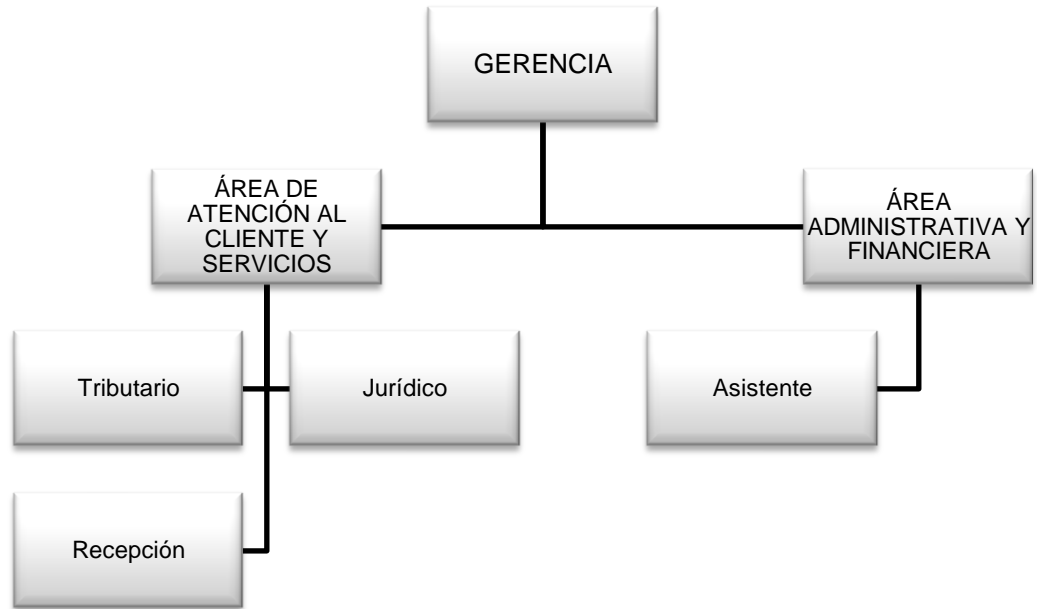 GERENCIA
ÁREA DE
ATENCIÓN AL
CLIENTE Y
SERVICIOS
ÁREA
ADMINISTRATIVA Y
FINANCIERA
Tributario
Jurídico
Asistente
Recepción